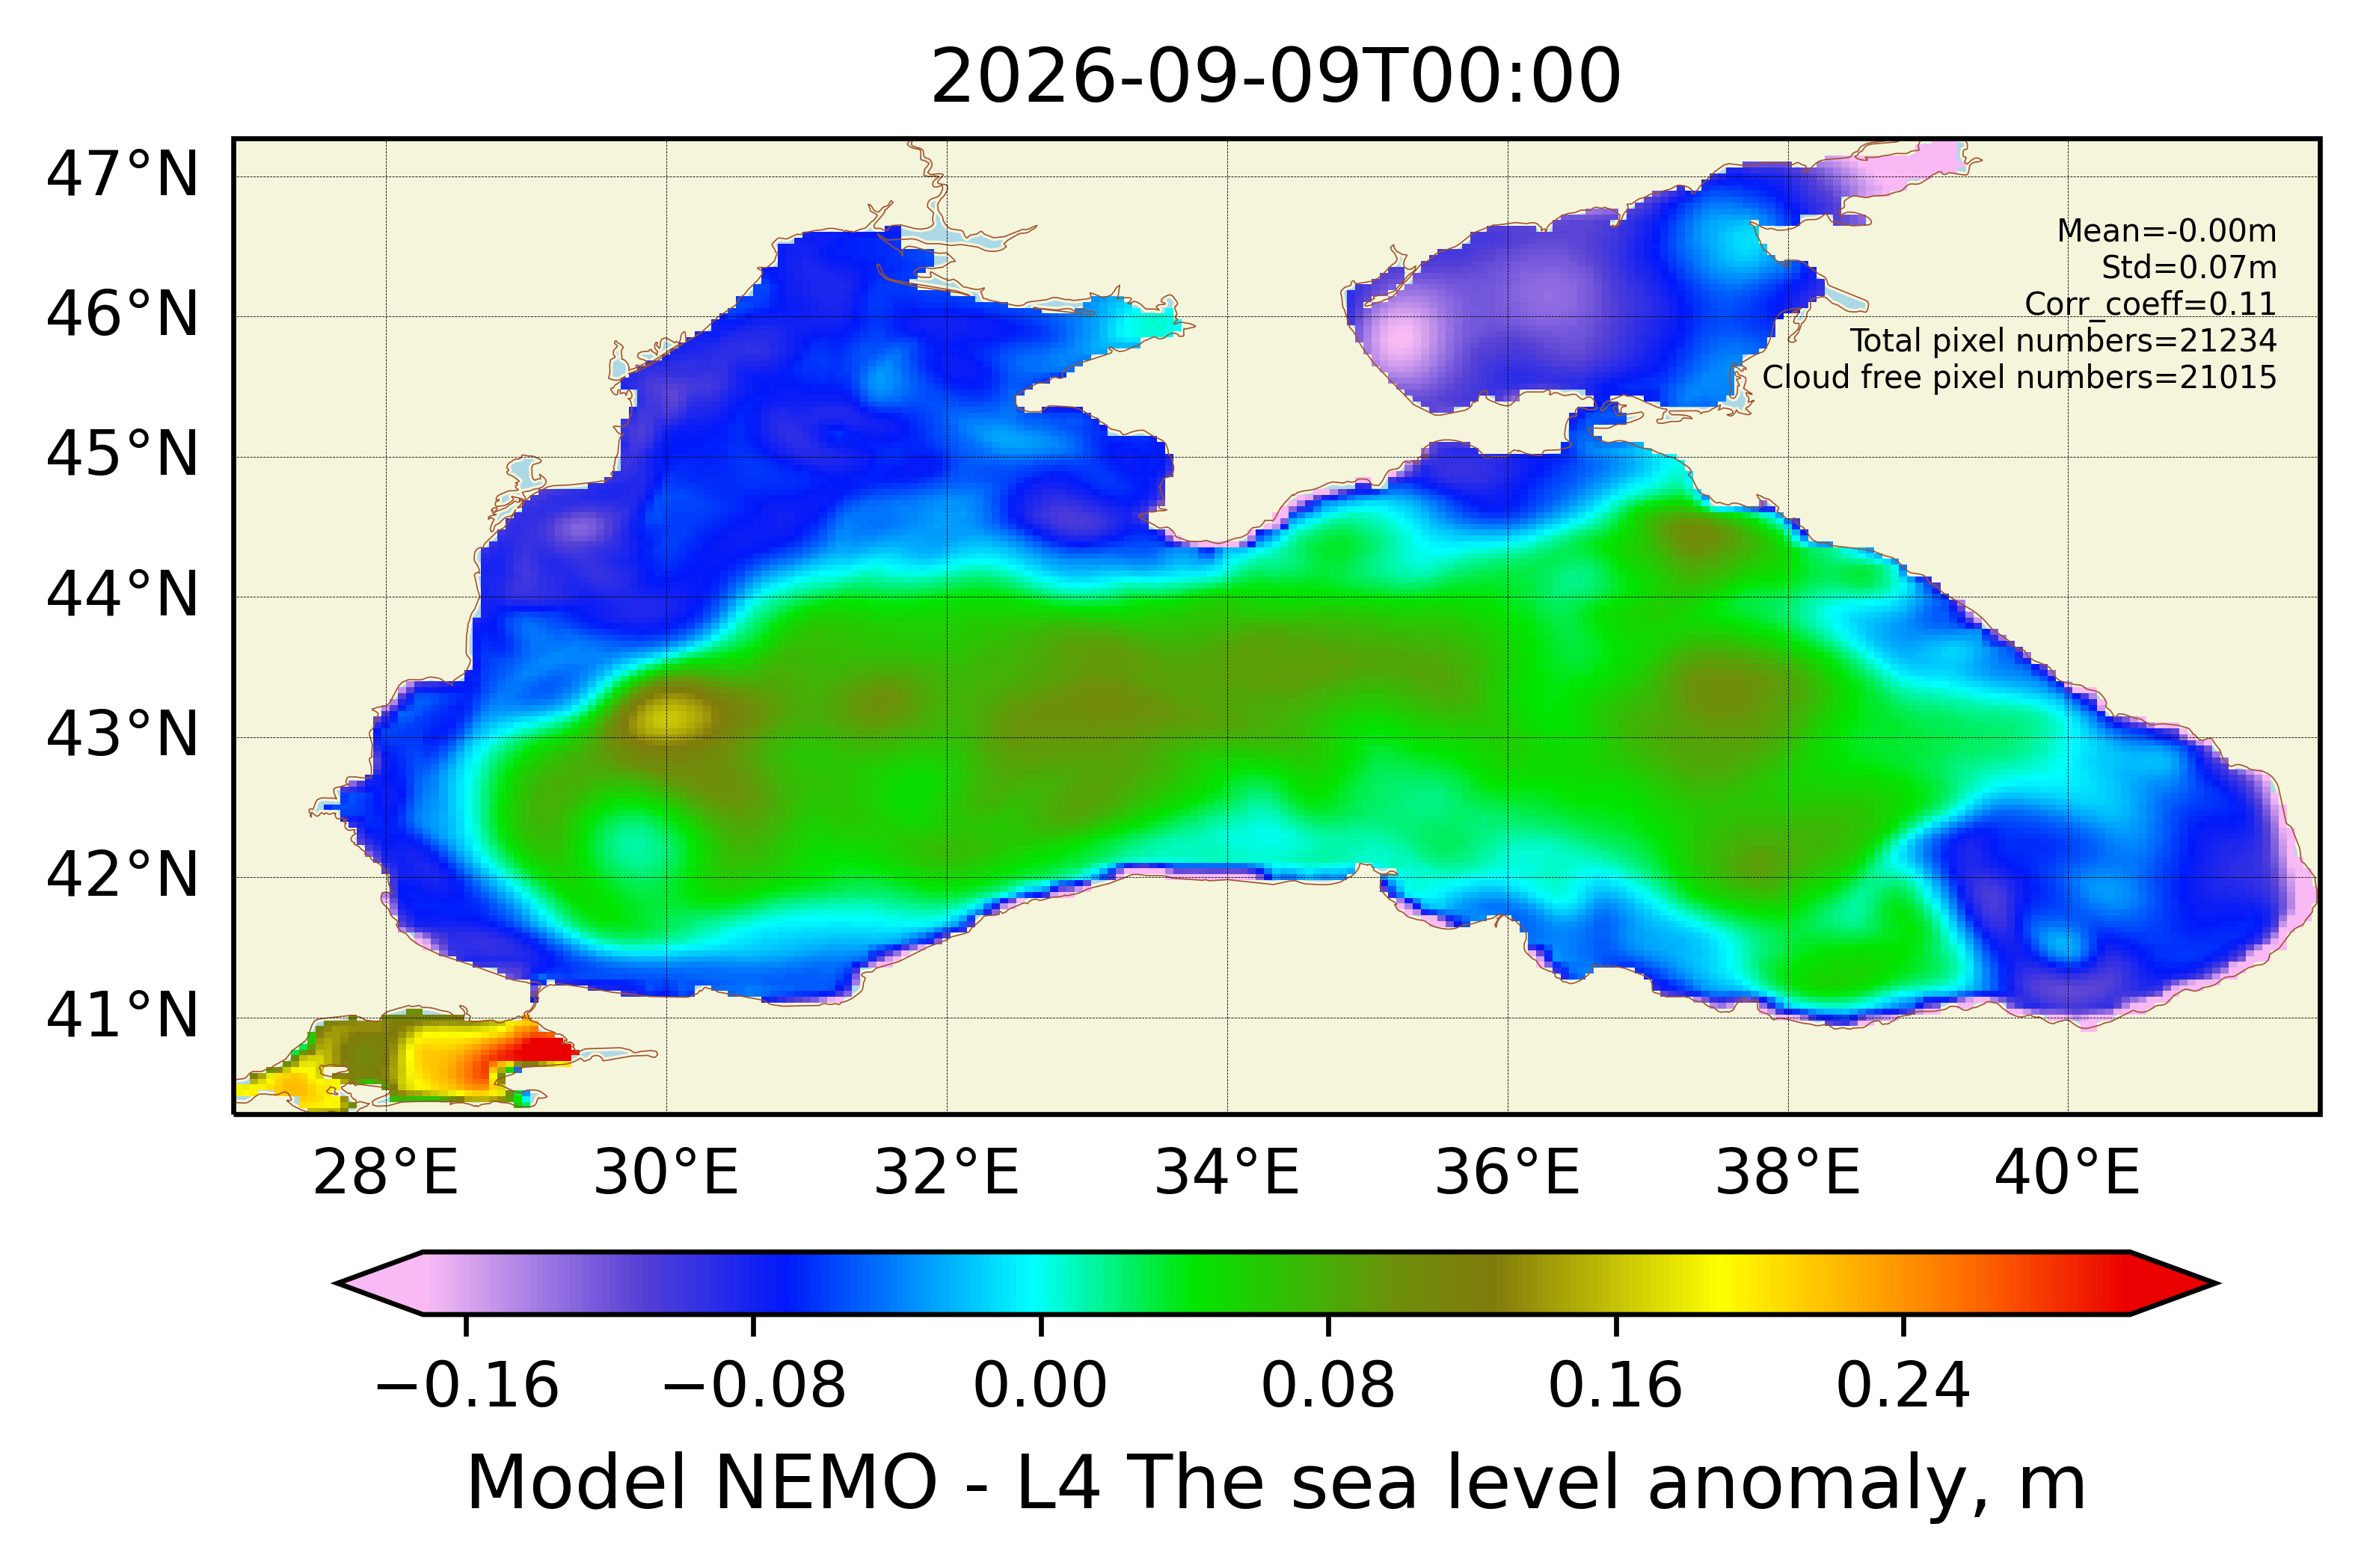 2026-09-09T00:00
47°N
46°N
45°N
44°N
43°N
42°N
41°N
Mean=-0.00m
Std=0.07m
Corr_coeff=0.11
Total pixel numbers=21234
Cloud free pixel numbers=21015
28°E 30°E 32°E 34°E 36°E 38°E 40°E
−0.16 −0.08 0.00 0.08 0.16 0.24
Model NEMO - L4 The sea level anomaly, m